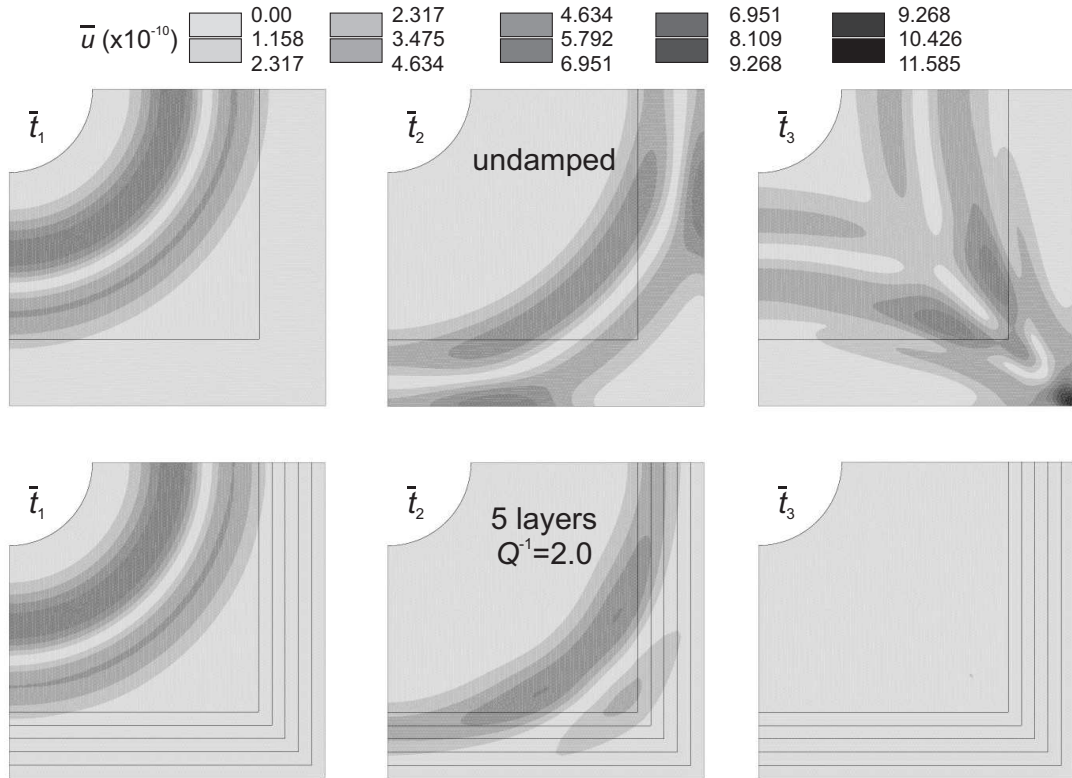 u̅ (x10⁻¹⁰) 0.00 2.317 4.634 6.951 9.268
1.158 3.475 5.792 8.109 10.426
2.317 4.634 6.951 9.268 11.585
t̅₁ t̅₂ t̅₃
undamped
t̅₁ t̅₂ t̅₃
5 layers
Q⁻¹=2.0